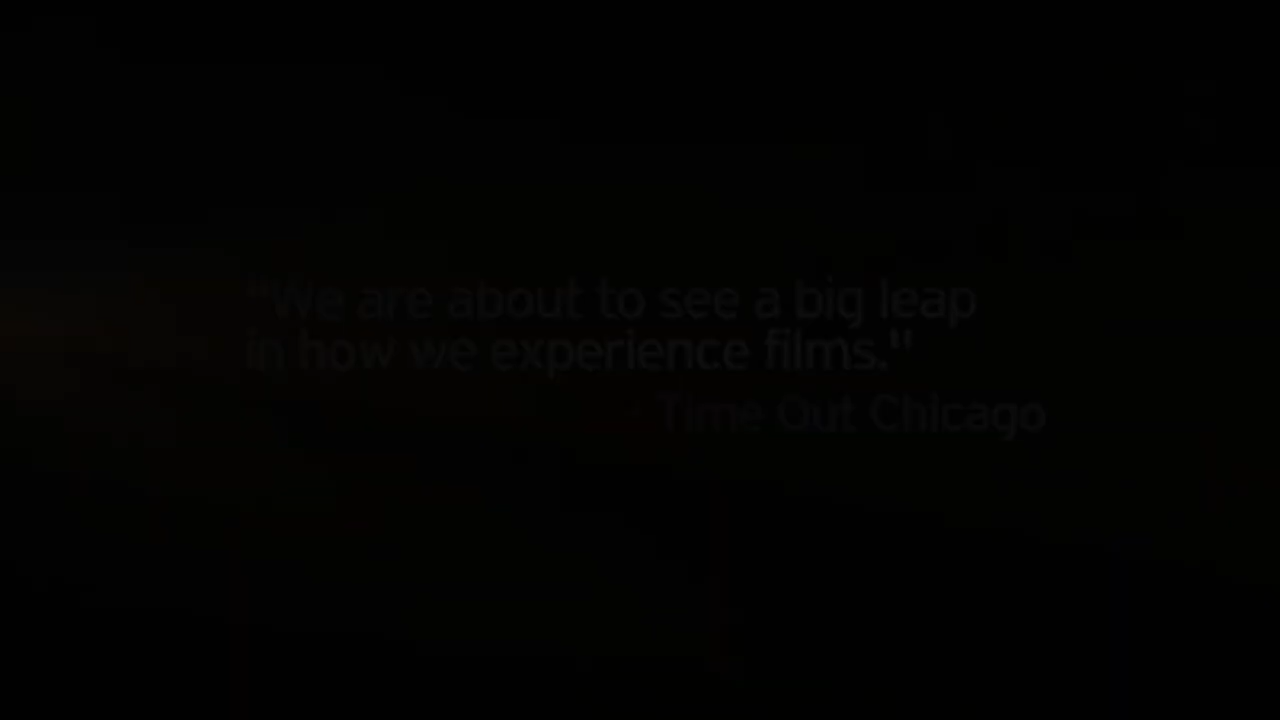 "We are about to see a big leap
in how we experience films."
- Time Out Chicago